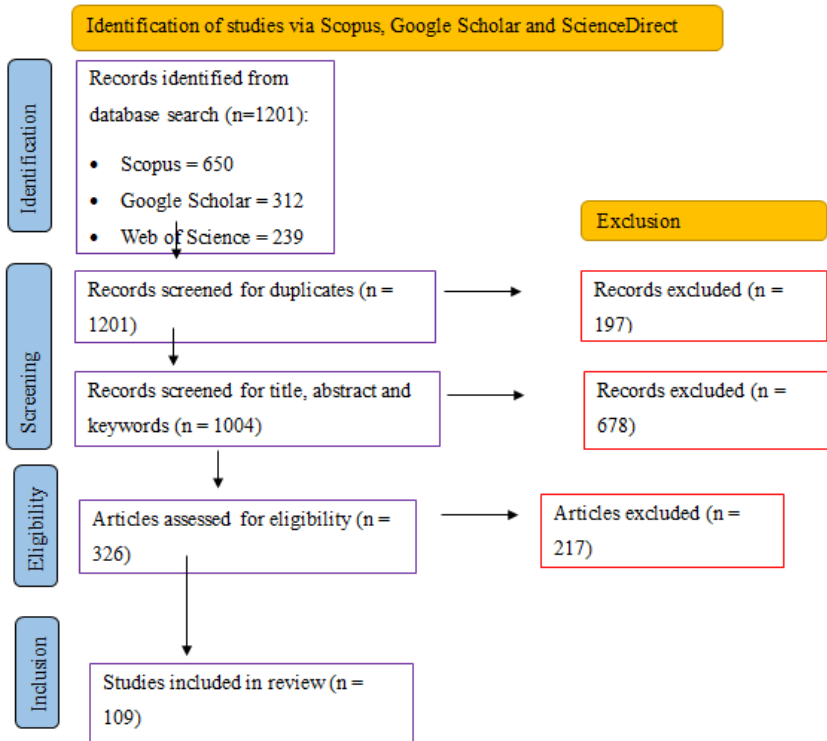 Identification of studies via Scopus, Google Scholar and ScienceDirect
Identification
Records identified from
database search (n=1201):
• Scopus = 650
• Google Scholar = 312
• Web of Science = 239
Exclusion
Screening
Records screened for duplicates (n =
1201)
Records excluded (n =
197)
Records screened for title, abstract and
keywords (n = 1004)
Records excluded (n =
678)
Eligibility
Articles assessed for eligibility (n =
326)
Articles excluded (n =
217)
Inclusion
Studies included in review (n =
109)